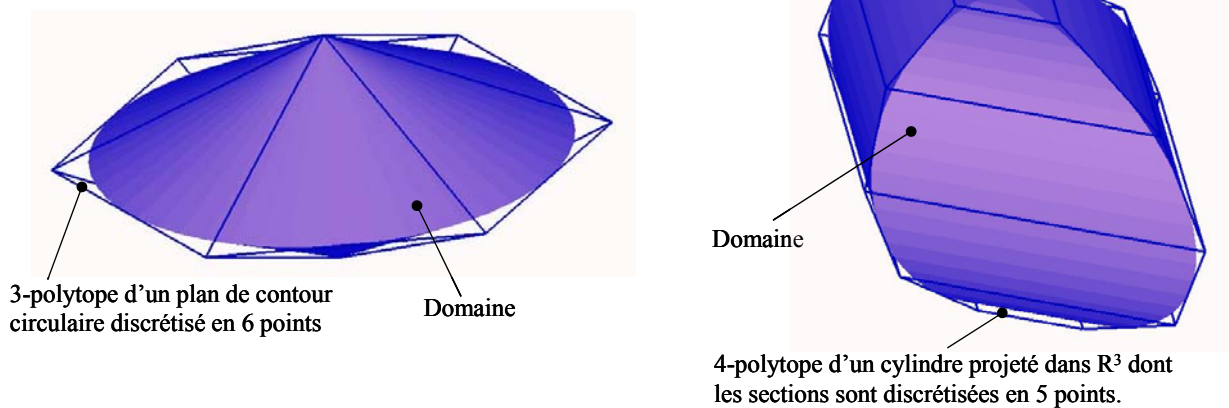 Domaine
3-polytope d’un plan de contour
circulaire discrétisé en 6 points
Domaine
4-polytope d’un cylindre projeté dans R³ dont
les sections sont discrétisées en 5 points.